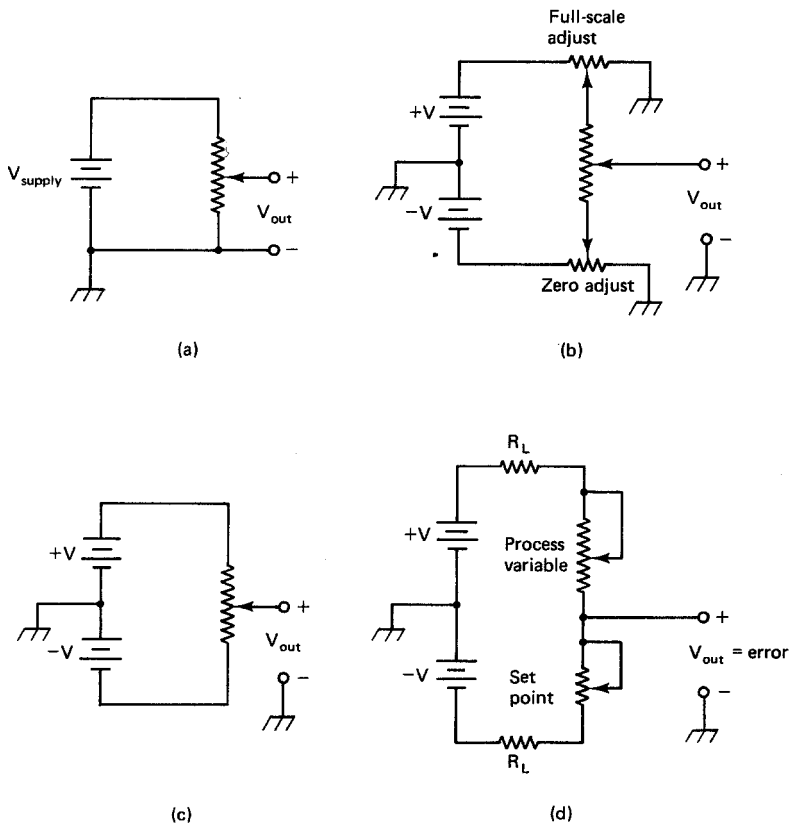 V supply
+
V out
−
(a)
Full-scale
adjust
+V
−V
+
V out
−
Zero adjust
(b)
+V
−V
+
V out
−
(c)
R L
+V
Process
variable
+
V out = error
−V
Set
point
−
R L
(d)